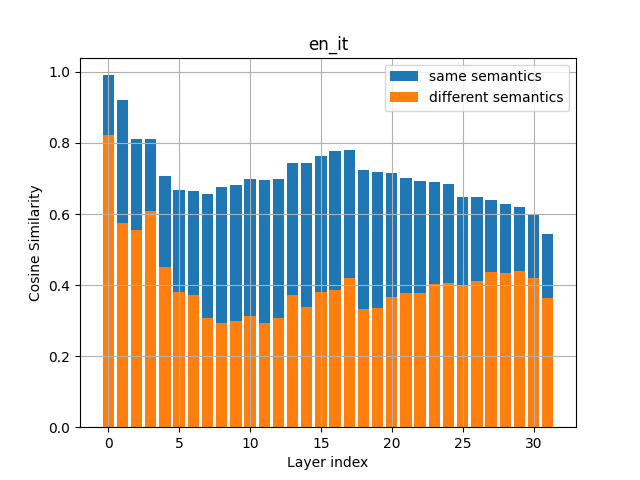 en_it
same semantics
different semantics
Cosine Similarity
1.0
0.8
0.6
0.4
0.2
0.0
0 5 10 15 20 25 30
Layer index